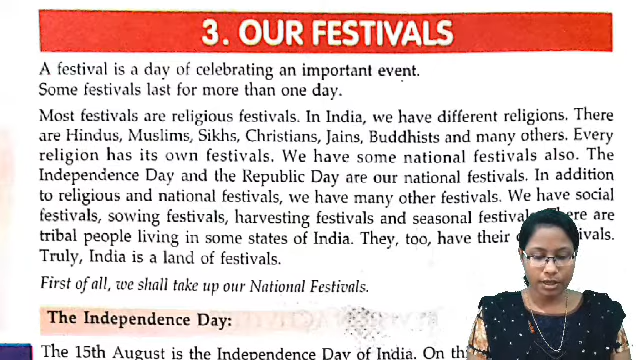 3. OUR FESTIVALS
A festival is a day of celebrating an important event.
Some festivals last for more than one day.
Most festivals are religious festivals. In India, we have different religions. There
are Hindus, Muslims, Sikhs, Christians, Jains, Buddhists and many others. Every
religion has its own festivals. We have some national festivals also. The
Independence Day and the Republic Day are our national festivals. In addition
to religious and national festivals, we have many other festivals. We have social
festivals, sowing festivals, harvesting festivals and seasonal festival
tribal people living in some states of India. They, too, have their
Truly, India is a land of festivals.
First of all, we shall take up our National Festivals.
The Independence Day:
The 15th August is the Independence Day of India. On